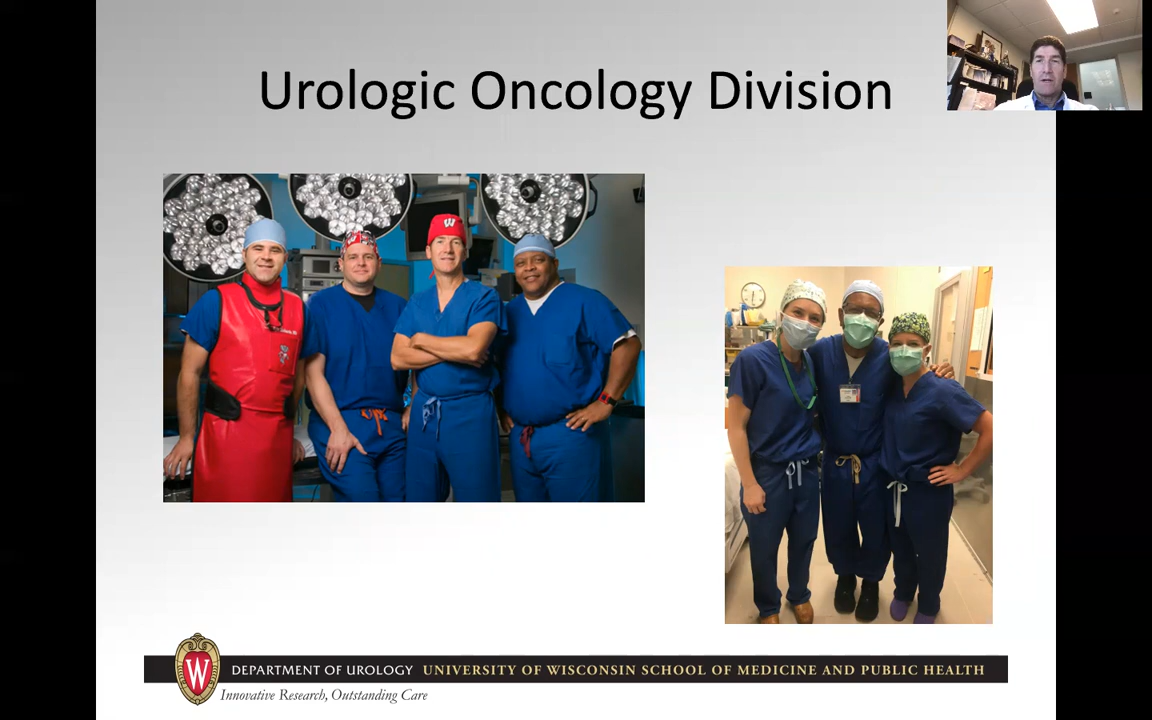 Urologic Oncology Division
W
W
DEPARTMENT OF UROLOGY UNIVERSITY OF WISCONSIN SCHOOL OF MEDICINE AND PUBLIC HEALTH
Innovative Research, Outstanding Care